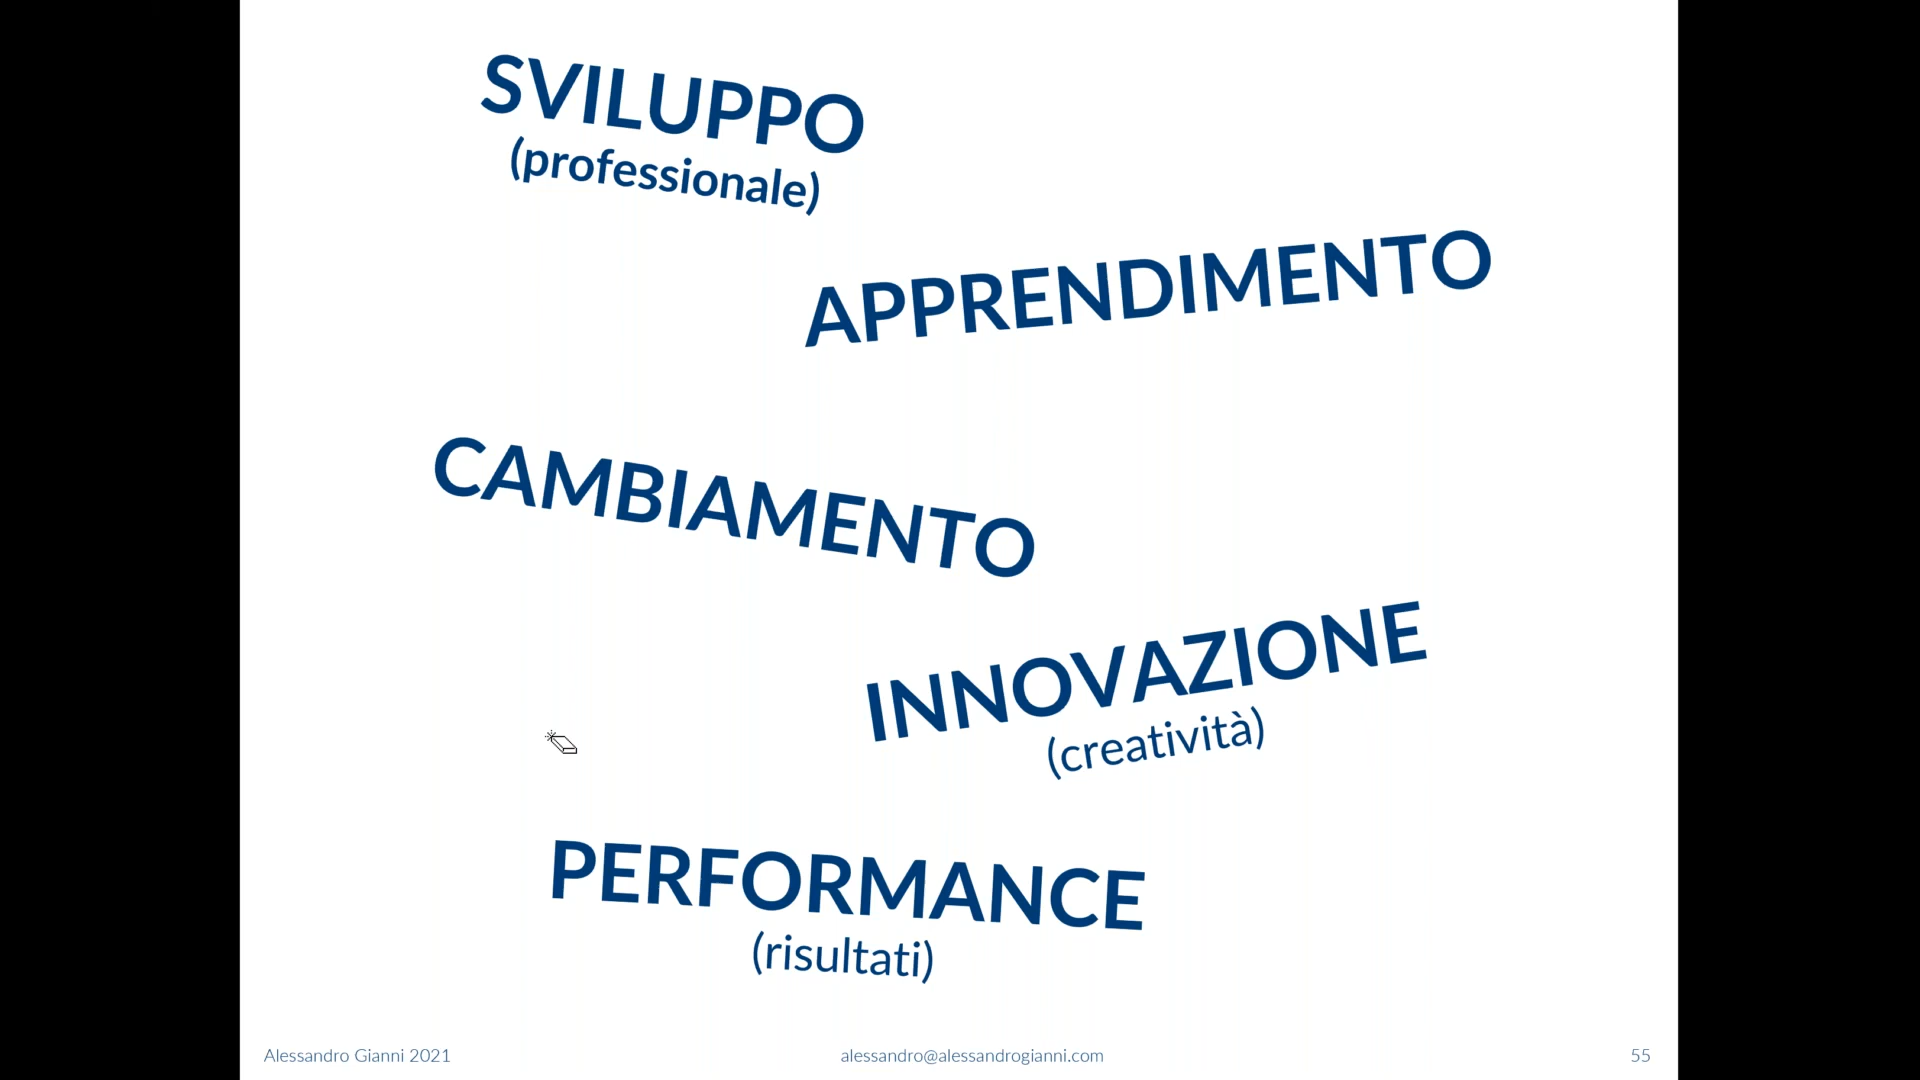 SVILUPPO
(professionale)
APPRENDIMENTO
CAMBIAMENTO
INNOVAZIONE
(creatività)
PERFORMANCE
(risultati)
Alessandro Gianni 2021
alessandro@alessandrogianni.com
55